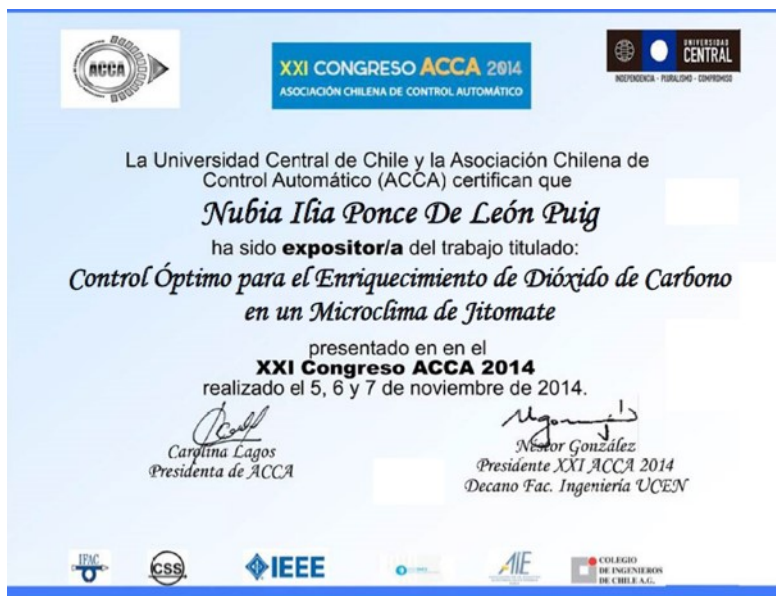 ACCA
XXI CONGRESO ACCA 2014
ASOCIACIÓN CHILENA DE CONTROL AUTOMÁTICO
UNIVERSIDAD
CENTRAL
INDEPENDENCIA - PLURALISMO - COMPROMISO
La Universidad Central de Chile y la Asociación Chilena de
Control Automático (ACCA) certifican que
Nubia Ilia Ponce De León Puig
ha sido expositor/a del trabajo titulado:
Control Óptimo para el Enriquecimiento de Dióxido de Carbono
en un Microclima de Jitomate
presentado en en el
XXI Congreso ACCA 2014
realizado el 5, 6 y 7 de noviembre de 2014.
Carolina Lagos
Presidenta de ACCA
Néstor González
Presidente XXI ACCA 2014
Decano Fac. Ingeniería UCEN
IFAC
CSS
IEEE
AIE
COLEGIO
DE INGENIEROS
DE CHILE A.G.